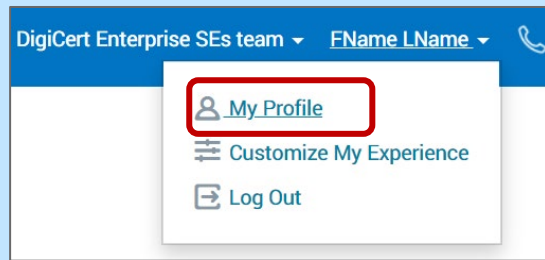 DigiCert Enterprise SEs team FName LName
My Profile
Customize My Experience
Log Out